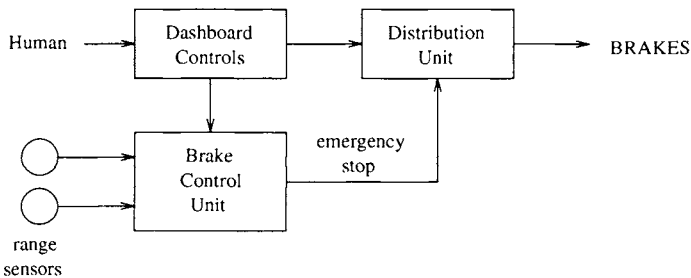 Human
Dashboard
Controls
Distribution
Unit
BRAKES
Brake
Control
Unit
emergency
stop
range
sensors